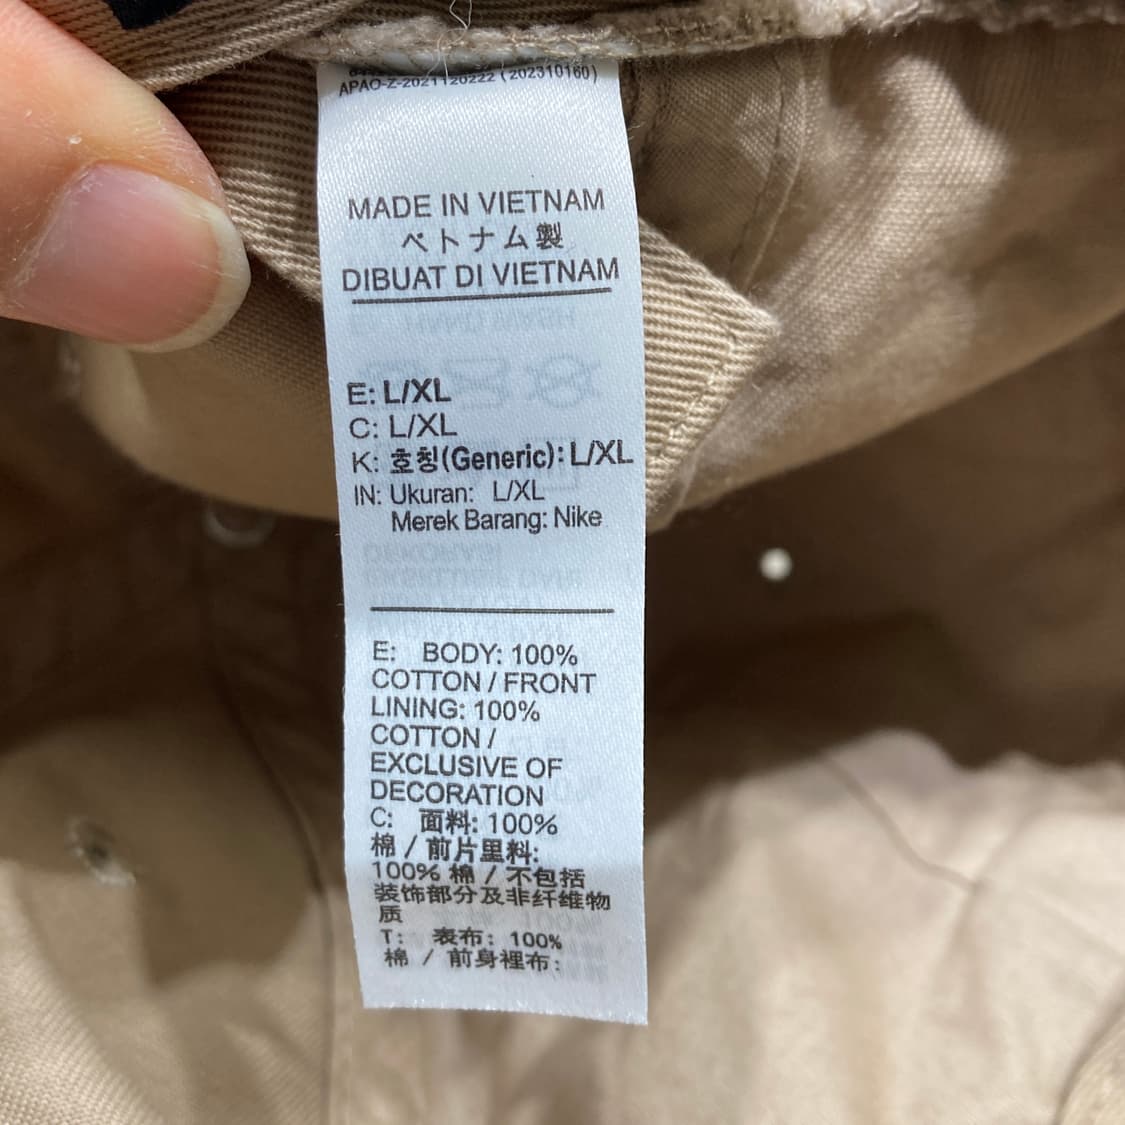 APAO-Z-2021120222 (202310160)
MADE IN VIETNAM
ベトナム製
DIBUAT DI VIETNAM
E: L/XL
C: L/XL
K: 호칭(Generic): L/XL
IN: Ukuran: L/XL
Merek Barang: Nike
E: BODY: 100%
COTTON / FRONT
LINING: 100%
COTTON /
EXCLUSIVE OF
DECORATION
C: 面料: 100%
棉 / 前片里料:
100% 棉 / 不包括
装饰部分及非纤维物
质
T: 表布: 100%
棉 / 前身裡布: